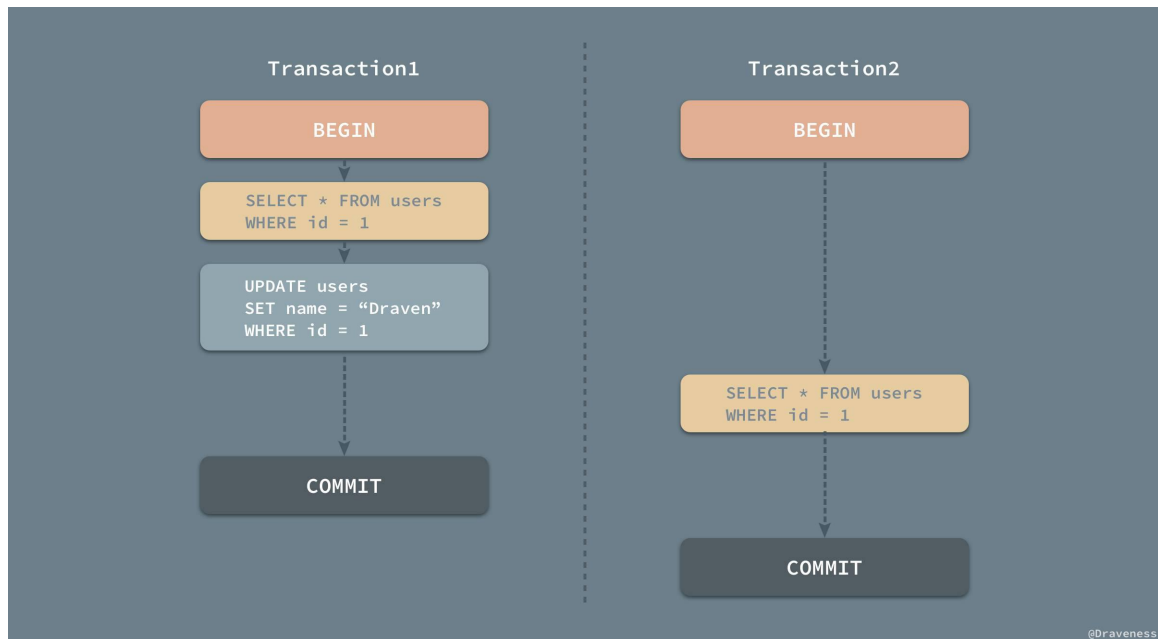 Transaction1
BEGIN
SELECT * FROM users
WHERE id = 1
UPDATE users
SET name = “Draven”
WHERE id = 1
COMMIT
Transaction2
BEGIN
SELECT * FROM users
WHERE id = 1
COMMIT
@Draveness